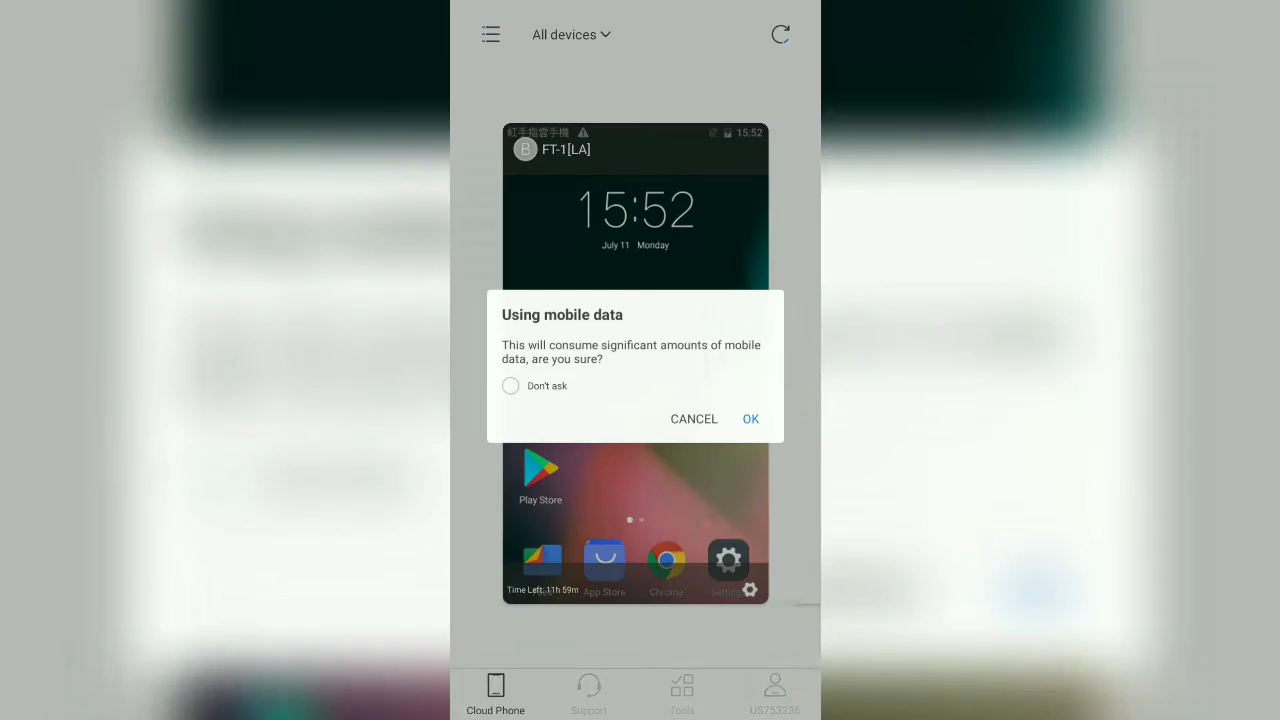 All devices
紅手指雲手機
15:52
B
FT-1[LA]
15:52
July 11 Monday
Using mobile data
This will consume significant amounts of mobile
data, are you sure?
Don't ask
CANCEL
OK
Play Store
Time Left: 11h 59m
App Store
Chrome
Cloud Phone
Support
Tools
US753236